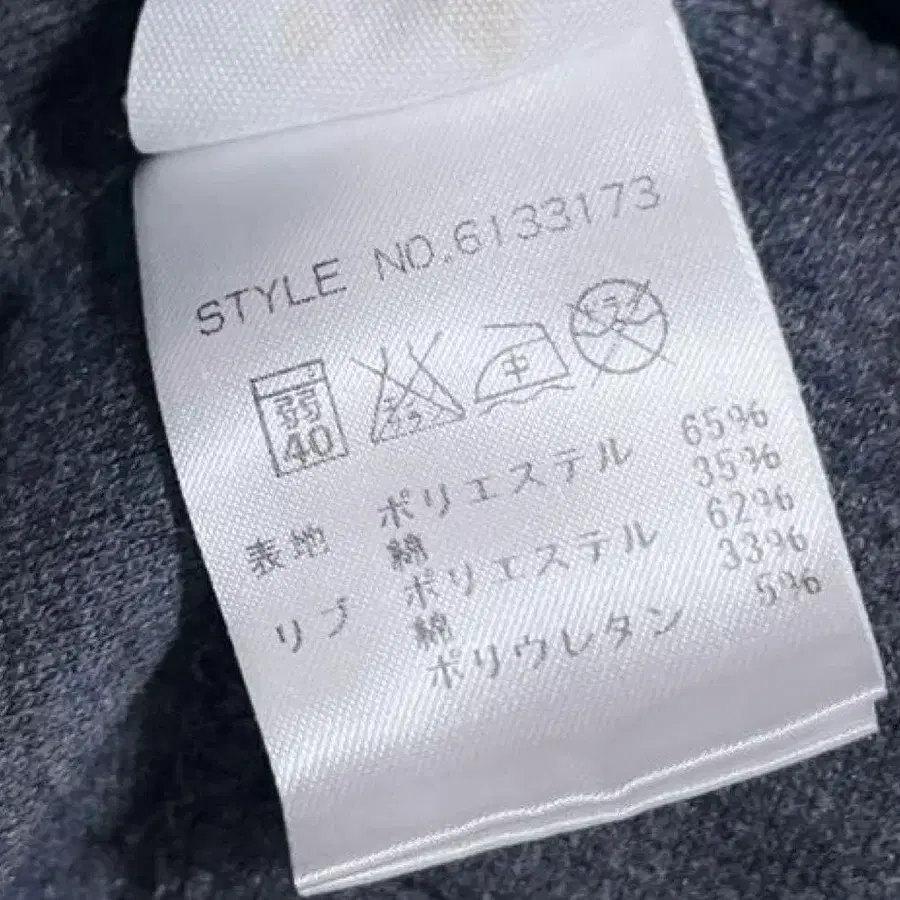 STYLE NO.6133173
弱 40 中
表地 ポリエステル 65%
綿 35%
リブ ポリエステル 62%
綿 33%
ポリウレタン 5%